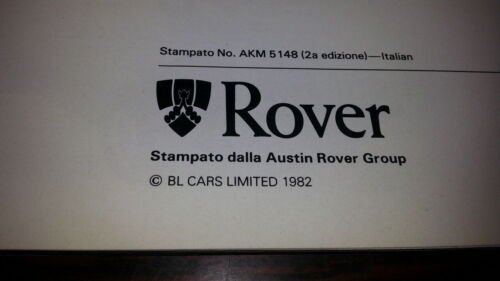 Stampato No. AKM 5148 (2a edizione)—Italian
Rover
Stampato dalla Austin Rover Group
© BL CARS LIMITED 1982